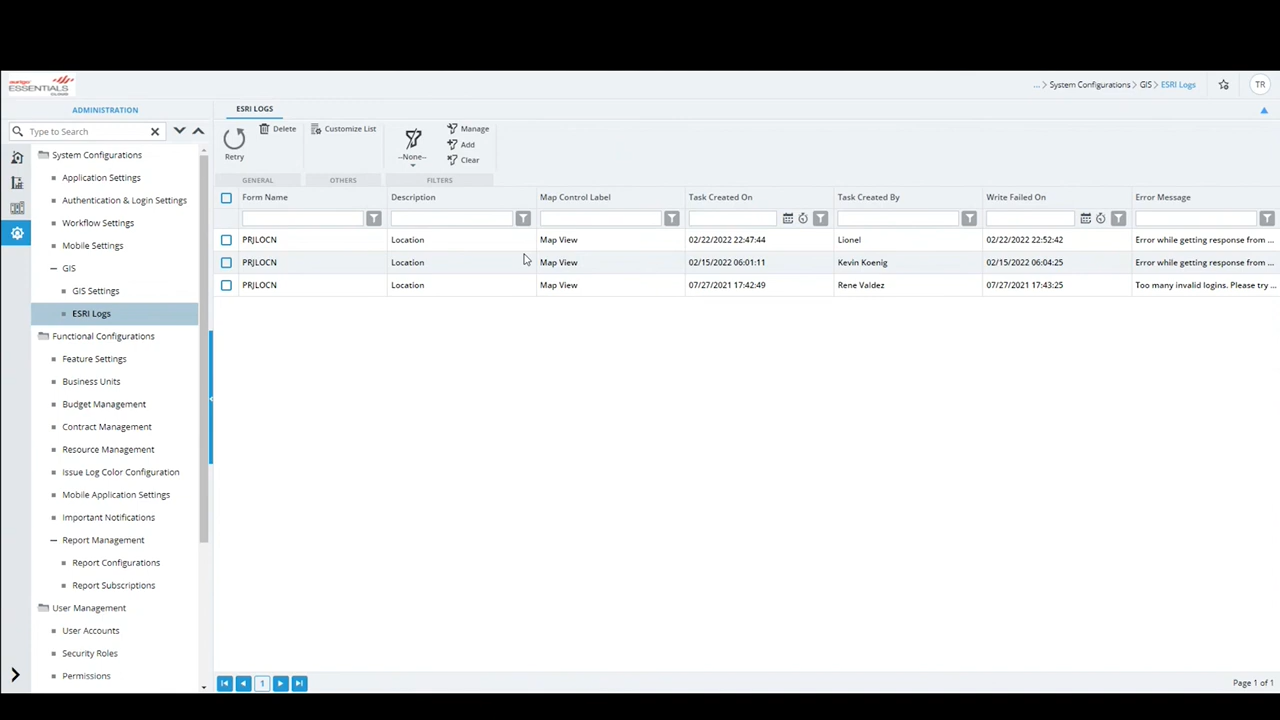 ESSENTIALS
... > System Configurations > GIS > ESRI Logs
TR
ADMINISTRATION
Type to Search
System Configurations
Application Settings
Authentication & Login Settings
Workflow Settings
Mobile Settings
GIS
GIS Settings
ESRI Logs
Functional Configurations
Feature Settings
Business Units
Budget Management
Contract Management
Resource Management
Issue Log Color Configuration
Mobile Application Settings
Important Notifications
Report Management
Report Configurations
Report Subscriptions
User Management
User Accounts
Security Roles
Permissions
ESRI LOGS
Retry
Delete
GENERAL
Customize List
OTHERS
--None--
Manage
Add
Clear
FILTERS
Form Name Description Map Control Label Task Created On Task Created By Write Failed On Error Message
PRJLOCN Location Map View 02/22/2022 22:47:44 Lionel 02/22/2022 22:52:42 Error while getting response from ...
PRJLOCN Location Map View 02/15/2022 06:01:11 Kevin Koenig 02/15/2022 06:04:25 Error while getting response from ...
PRJLOCN Location Map View 07/27/2021 17:42:49 Rene Valdez 07/27/2021 17:43:25 Too many invalid logins. Please try ...
1
Page 1 of 1